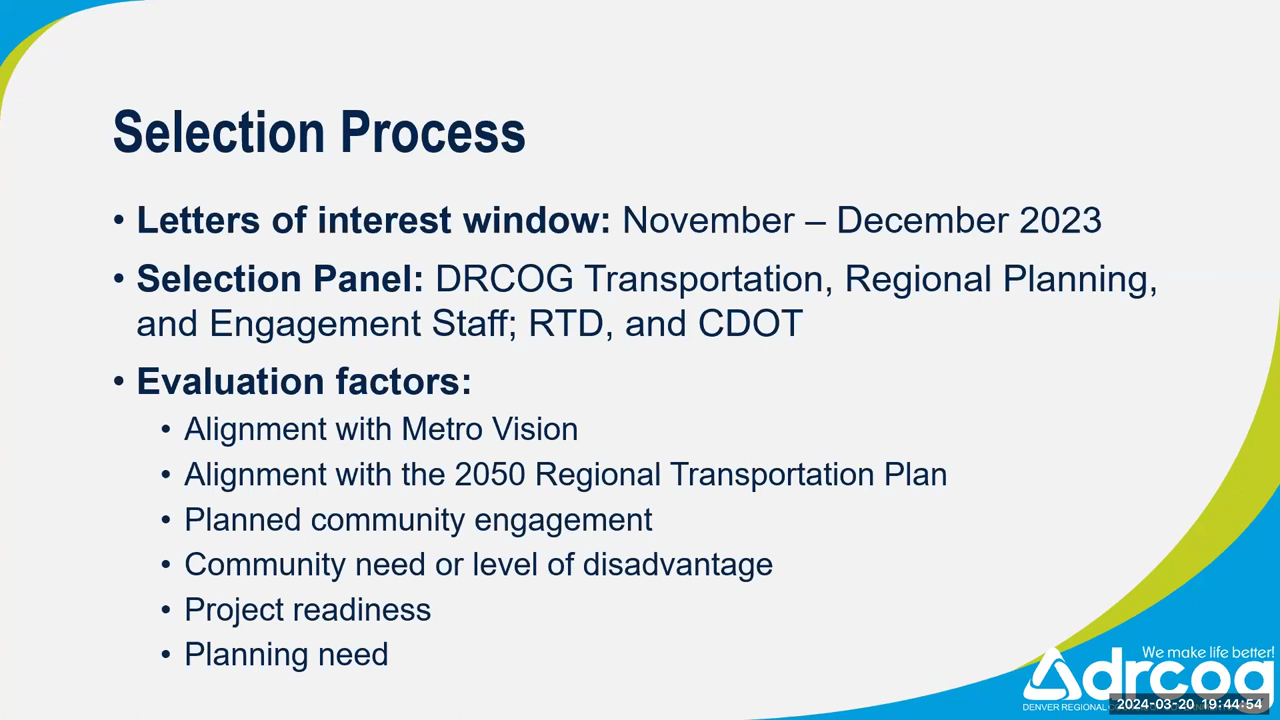 Selection Process
• Letters of interest window: November – December 2023
• Selection Panel: DRCOG Transportation, Regional Planning,
and Engagement Staff; RTD, and CDOT
• Evaluation factors:
• Alignment with Metro Vision
• Alignment with the 2050 Regional Transportation Plan
• Planned community engagement
• Community need or level of disadvantage
• Project readiness
• Planning need
We make life better!
drcog
DENVER REGIONAL
2024-03-20 19:44:54